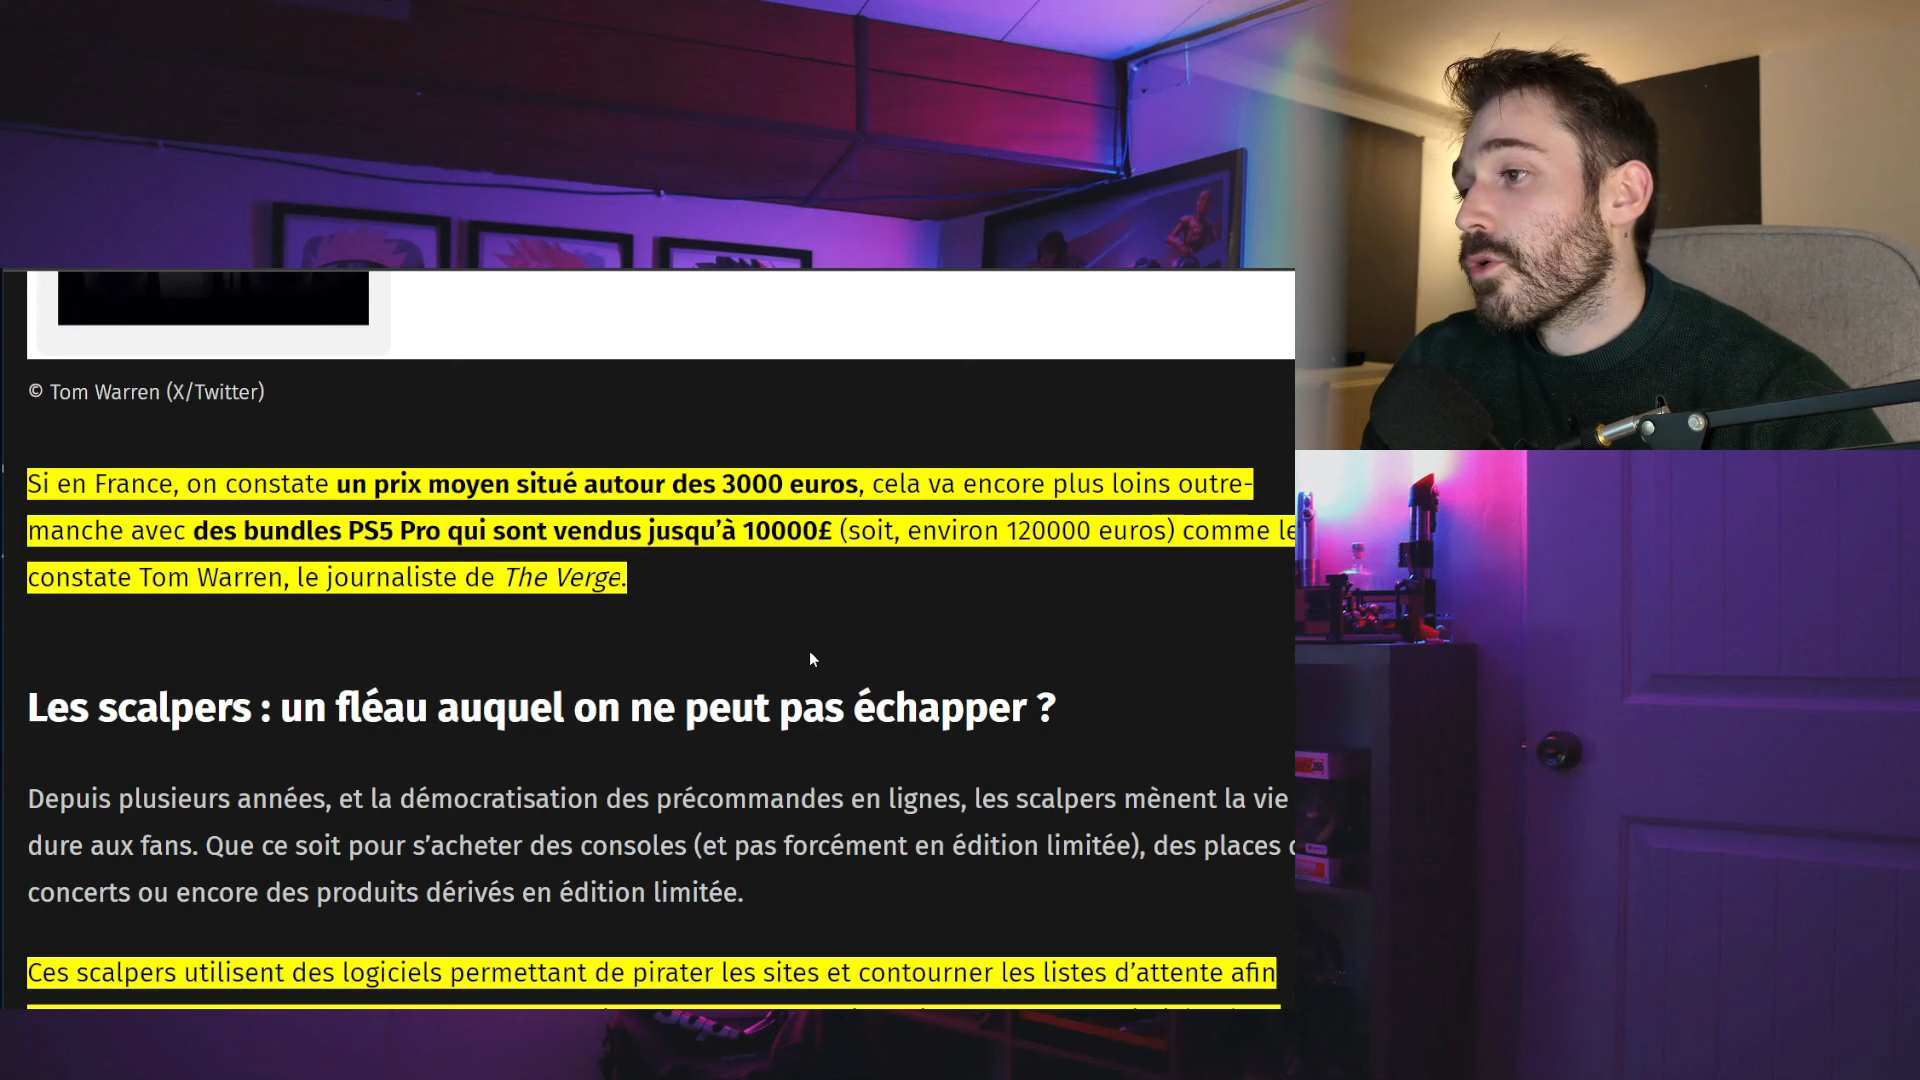 © Tom Warren (X/Twitter)
Si en France, on constate un prix moyen situé autour des 3000 euros, cela va encore plus loins outre-
manche avec des bundles PS5 Pro qui sont vendus jusqu’à 10000£ (soit, environ 120000 euros) comme le
constate Tom Warren, le journaliste de The Verge.
Les scalpers : un fléau auquel on ne peut pas échapper ?
Depuis plusieurs années, et la démocratisation des précommandes en lignes, les scalpers mènent la vie
dure aux fans. Que ce soit pour s’acheter des consoles (et pas forcément en édition limitée), des places
concerts ou encore des produits dérivés en édition limitée.
Ces scalpers utilisent des logiciels permettant de pirater les sites et contourner les listes d’attente afin